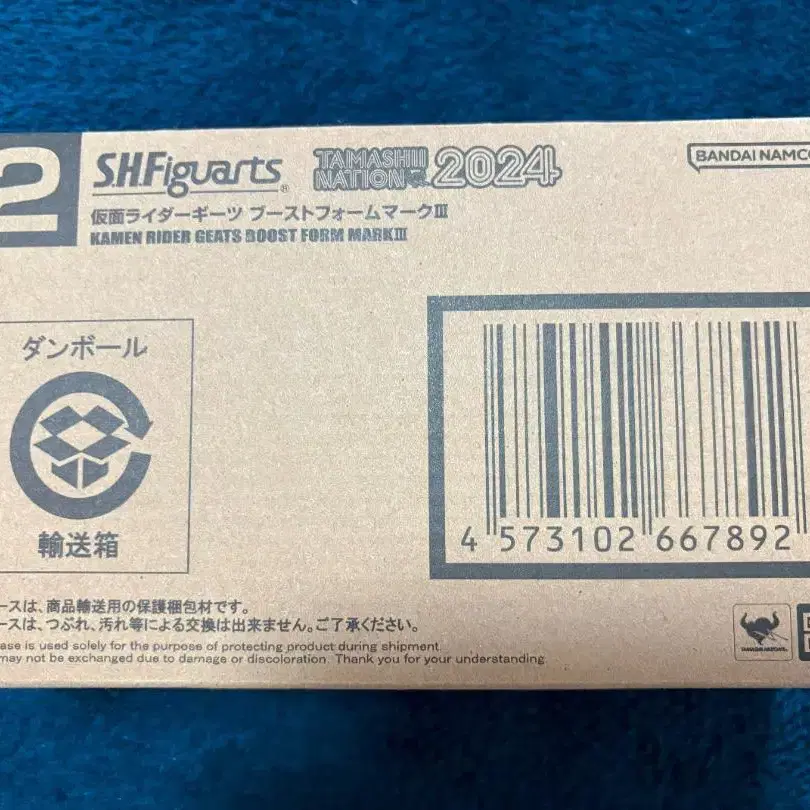 2
S.H.Figuarts
TAMASHII NATION 2024
BANDAI NAMCO
仮面ライダーギーツ ブーストフォームマークⅢ
KAMEN RIDER GEATS BOOST FORM MARKⅢ
ダンボール
輸送箱
4 573102 667892
ースは、商品輸送用の保護梱包材です。
ースは、つぶれ、汚れ等による交換は出来ません。ご了承ください。
ase is used solely for the purpose of protecting product during shipment.
may not be exchanged due to damage or discoloration. Thank you for your understanding.
TAMASHII NATIONS